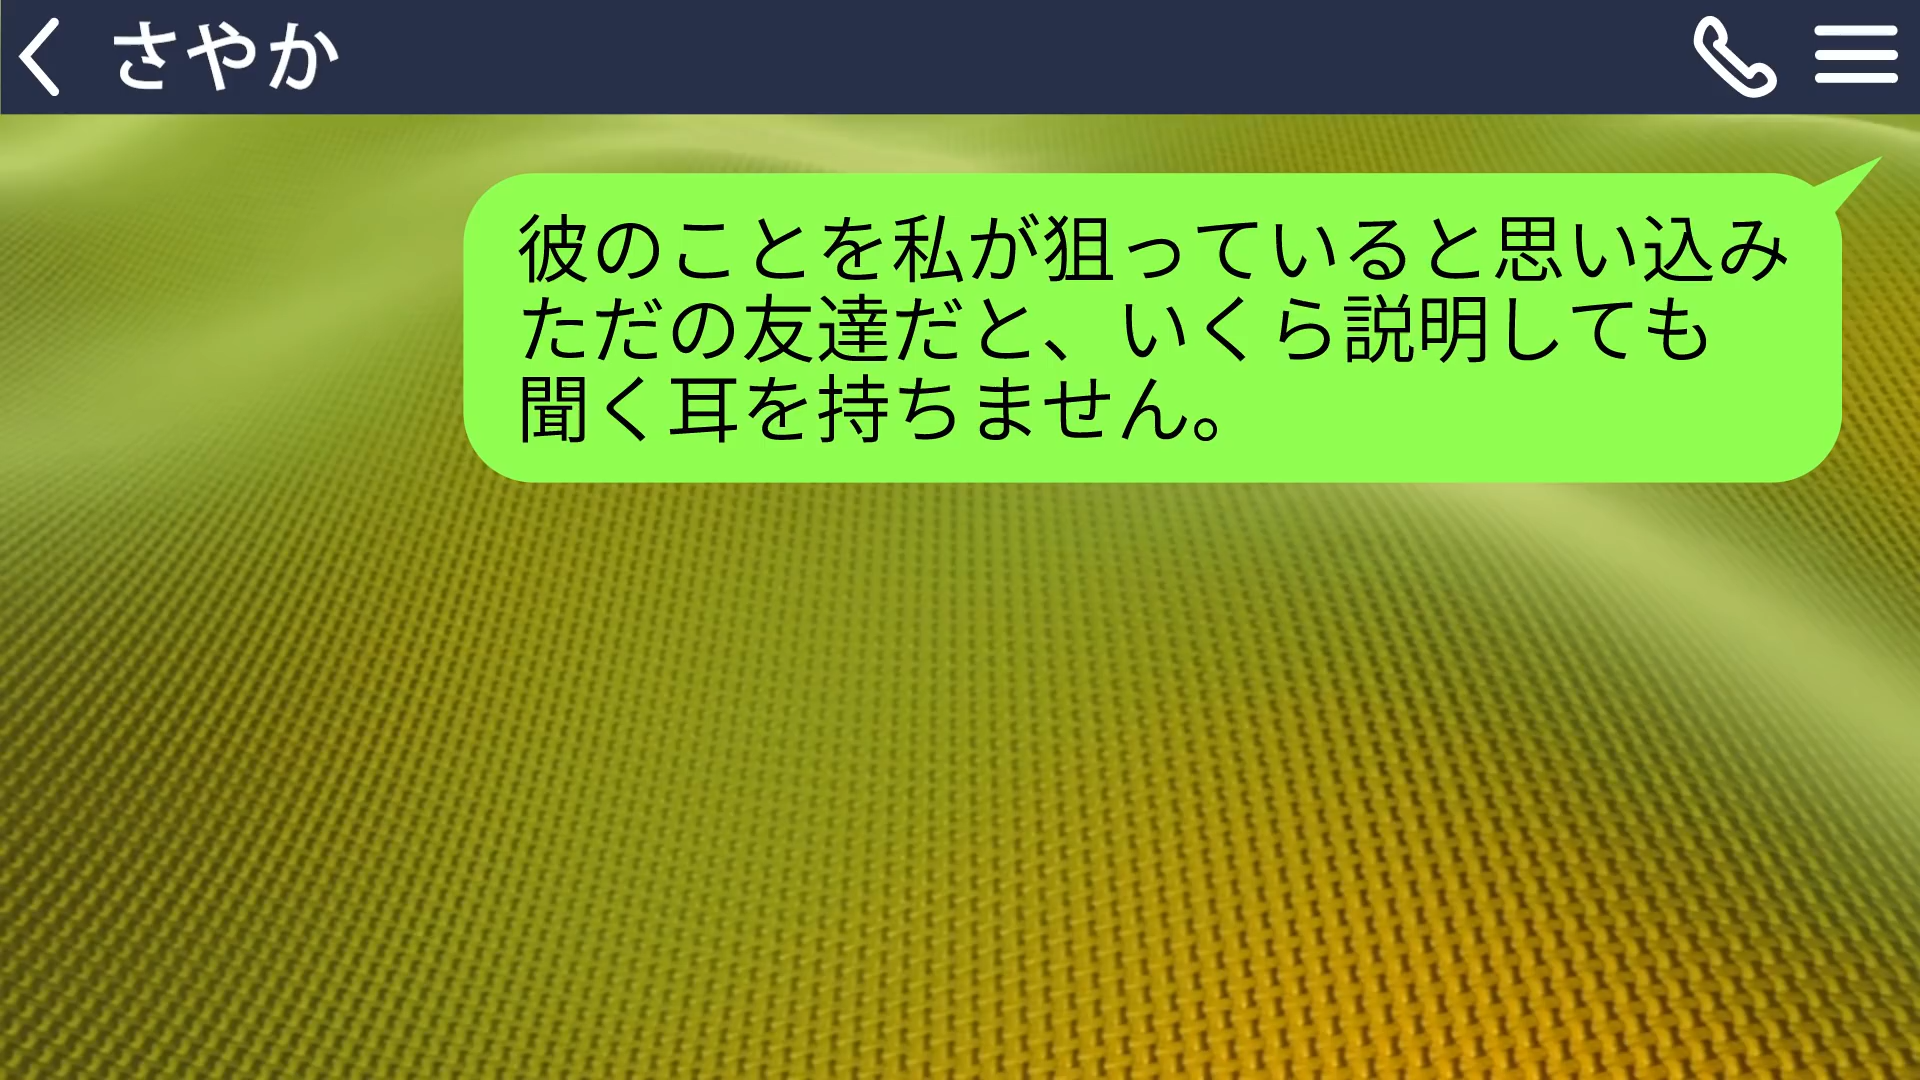 さやか
彼のことを私が狙っていると思い込み
ただの友達だと、いくら説明しても
聞く耳を持ちません。